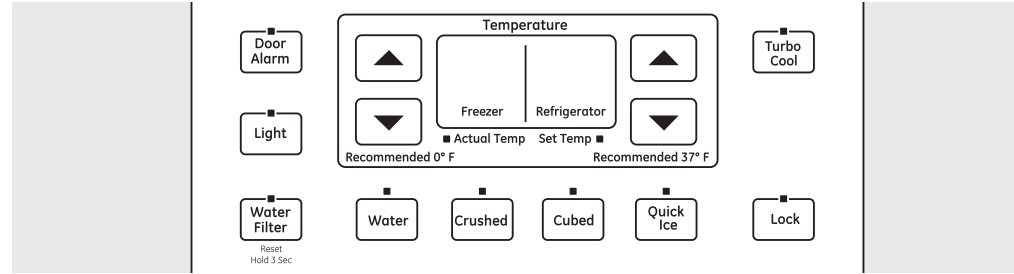 Temperature
Door
Alarm
Turbo
Cool
Freezer
Refrigerator
Light
Actual Temp
Set Temp
Recommended 0° F
Recommended 37° F
Water
Filter
Water
Crushed
Cubed
Quick
Ice
Lock
Reset
Hold 3 Sec